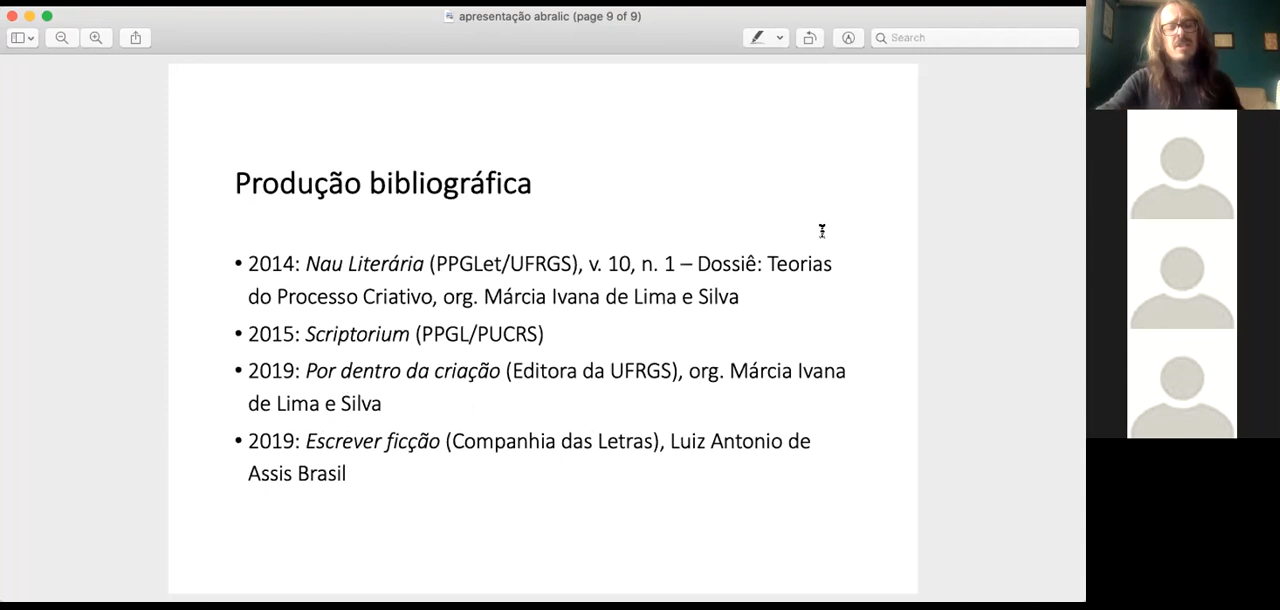 apresentação abralic (page 9 of 9)
Search
Produção bibliográfica
• 2014: Nau Literária (PPGLet/UFRGS), v. 10, n. 1 – Dossiê: Teorias
do Processo Criativo, org. Márcia Ivana de Lima e Silva
• 2015: Scriptorium (PPGL/PUCRS)
• 2019: Por dentro da criação (Editora da UFRGS), org. Márcia Ivana
de Lima e Silva
• 2019: Escrever ficção (Companhia das Letras), Luiz Antonio de
Assis Brasil